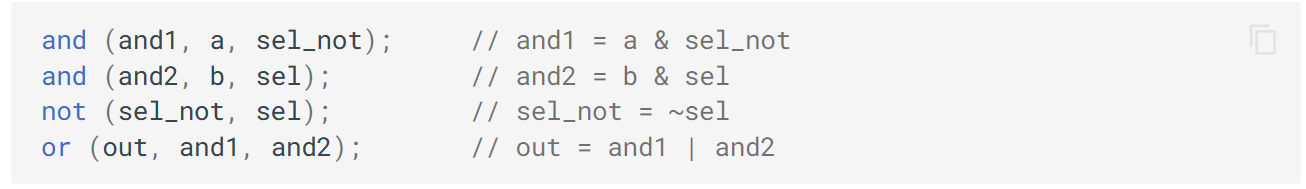 and (and1, a, sel_not);     // and1 = a & sel_not
and (and2, b, sel);         // and2 = b & sel
not (sel_not, sel);         // sel_not = ~sel
or (out, and1, and2);       // out = and1 | and2